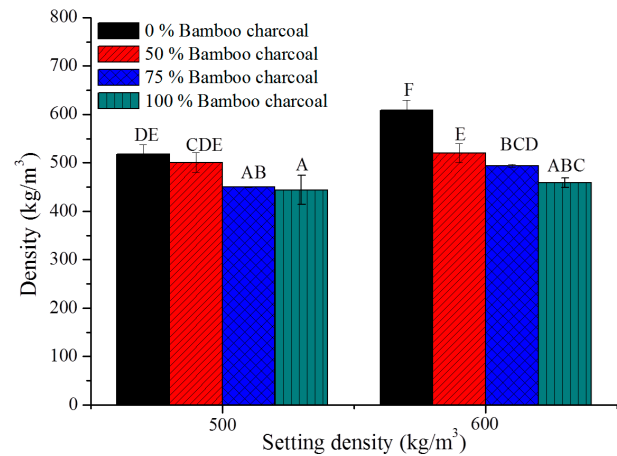 800
700
600
500
400
300
200
100
0
Density (kg/m³)
0 % Bamboo charcoal
50 % Bamboo charcoal
75 % Bamboo charcoal
100 % Bamboo charcoal
DE
CDE
AB
A
F
E
BCD
ABC
500
600
Setting density (kg/m³)